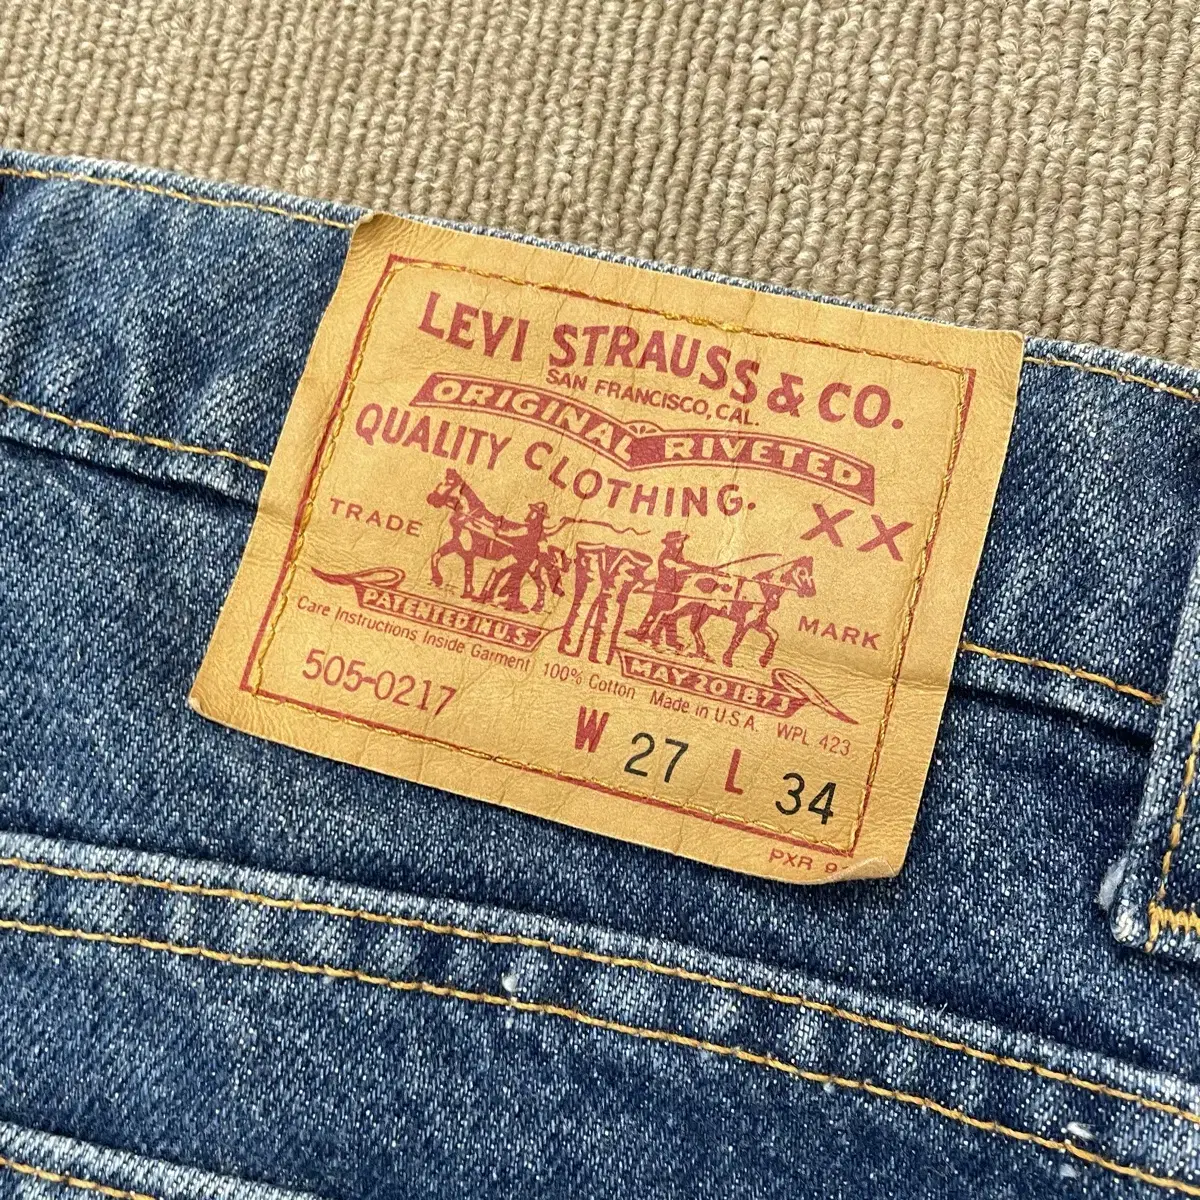 LEVI STRAUSS & CO.
SAN FRANCISCO, CAL.
ORIGINAL RIVETED
QUALITY CLOTHING.
XX
TRADE MARK
PATENTED IN U.S. MAY 20 1873
Care Instructions Inside Garment 100% Cotton Made in U.S.A. WPL 423
505-0217
W 27 L 34
PXR